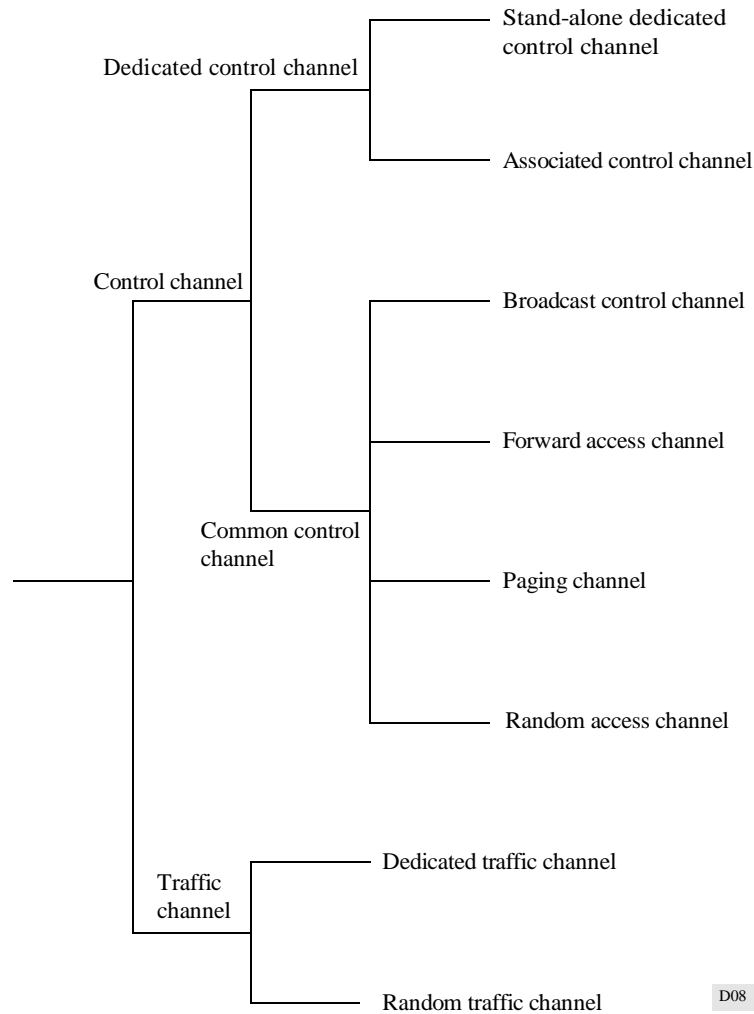 Stand-alone dedicated
control channel
Dedicated control channel
Associated control channel
Control channel
Broadcast control channel
Forward access channel
Common control
channel
Paging channel
Random access channel
Dedicated traffic channel
Traffic
channel
Random traffic channel
D08